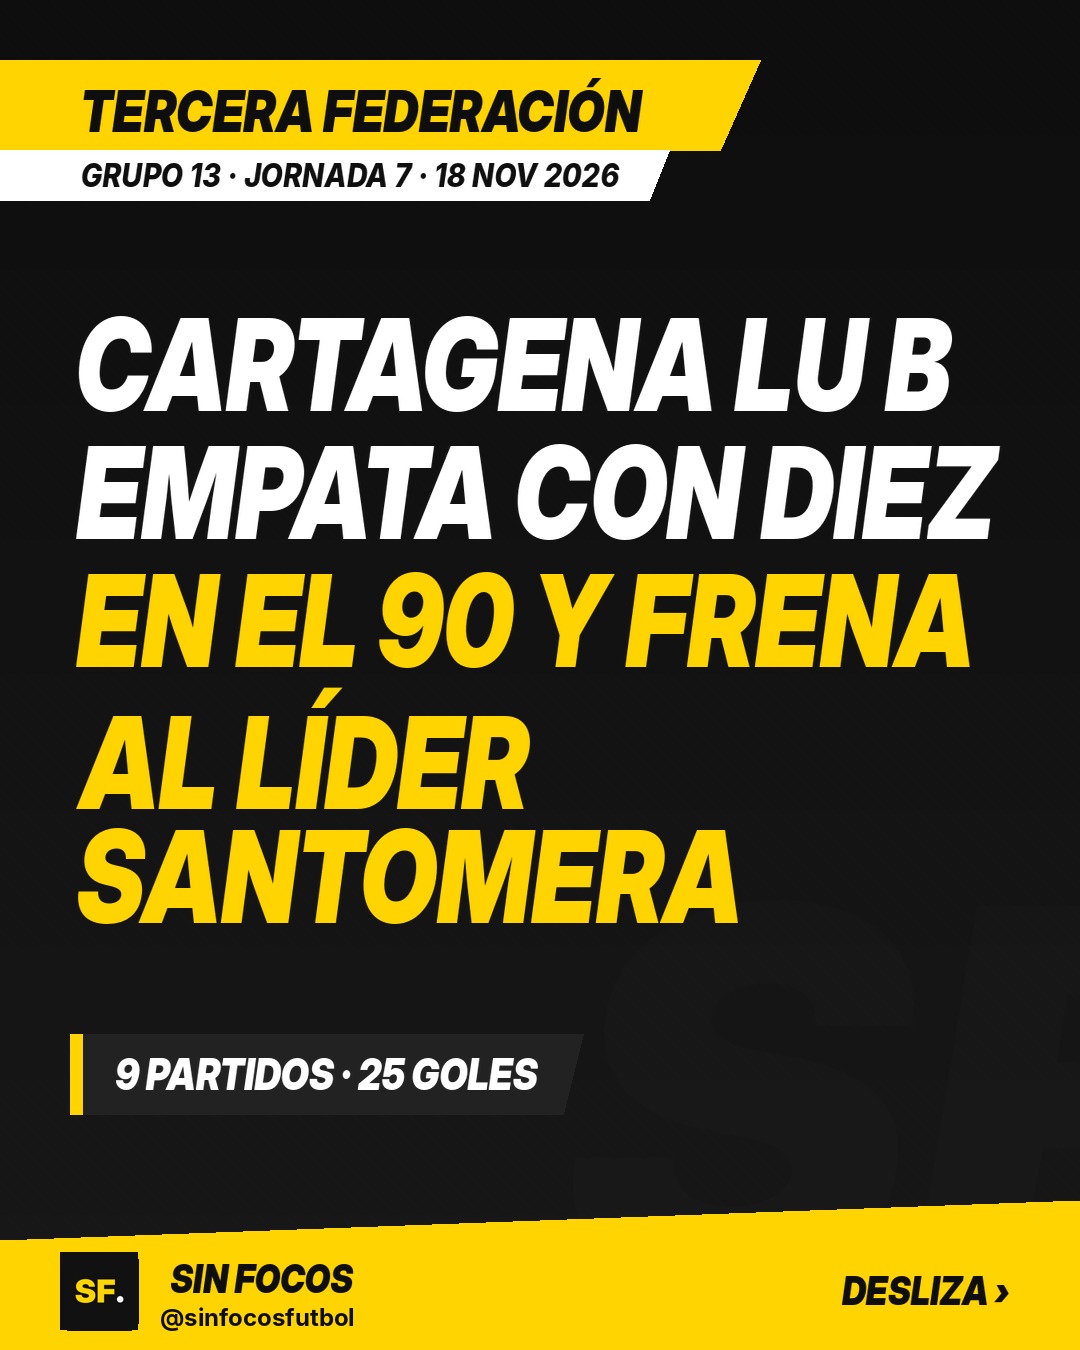 TERCERA FEDERACIÓN
GRUPO 13 · JORNADA 7 · 18 NOV 2026
CARTAGENA LU B
EMPATA CON DIEZ
EN EL 90 Y FRENA
AL LÍDER
SANTOMERA
9 PARTIDOS · 25 GOLES
SF
SF.
SIN FOCOS
@sinfocosfutbol
DESLIZA ›